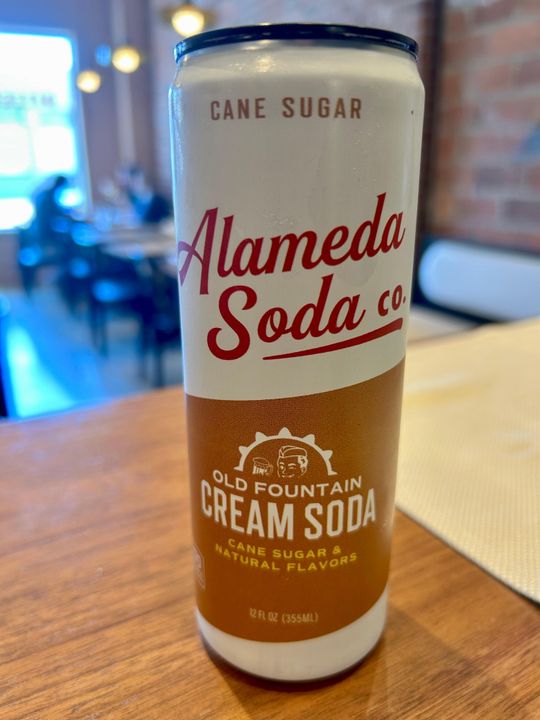 CANE SUGAR
Alameda
Soda CO.
OLD FOUNTAIN
CREAM SODA
CANE SUGAR &
NATURAL FLAVORS
12 FL OZ (355ML)